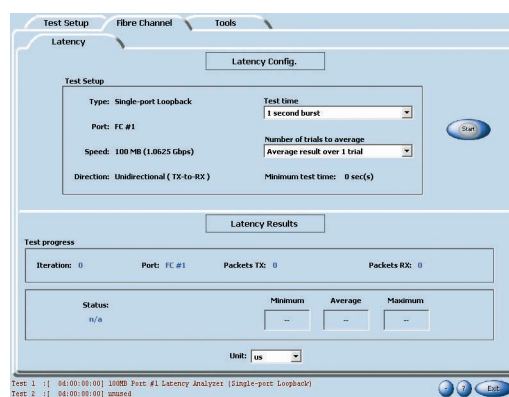 Test Setup Fibre Channel Tools
Latency
Latency Config.
Test Setup
Type: Single-port Loopback
Test time
1 second burst
Port: FC #1
Start
Number of trials to average
Speed: 100 MB (1.0625 Gbps)
Average result over 1 trial
Direction: Unidirectional ( TX-to-RX )
Minimum test time: 0 sec(s)
Latency Results
Test progress
Iteration: 0 Port: FC #1 Packets TX: 0 Packets RX: 0
Status:
n/a
Minimum Average Maximum
-- -- --
Unit: us
Test 1 :[ 0d:00:00:00] 100MB Port #1 Latency Analyzer (Single-port Loopback)
Test 2 :[ 0d:00:00:00] unused
- ? Exit